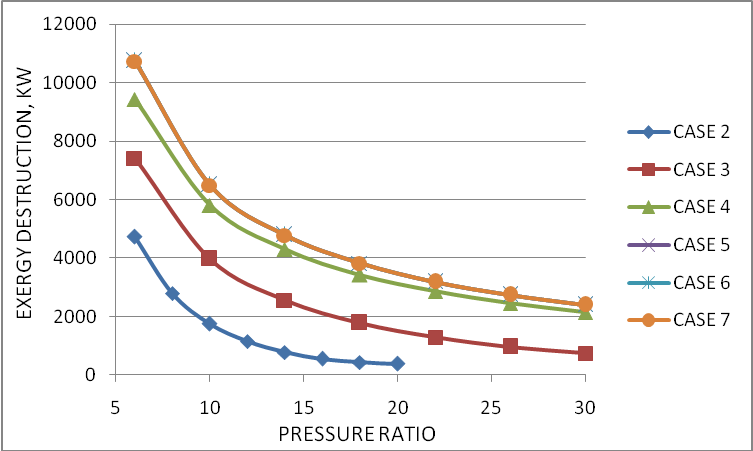 12000
10000
8000
6000
4000
2000
0
EXERGY DESTRUCTION, KW
5 10 15 20 25 30
PRESSURE RATIO
CASE 2
CASE 3
CASE 4
CASE 5
CASE 6
CASE 7